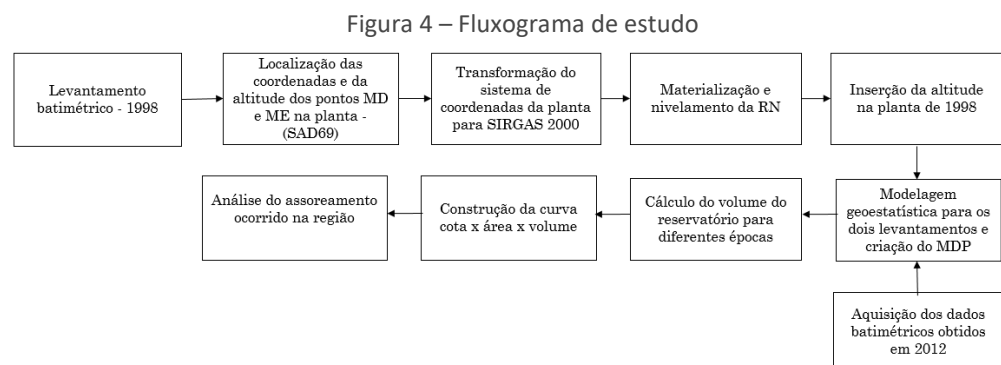 Figura 4 – Fluxograma de estudo
Levantamento
batimétrico - 1998
Localização das
coordenadas e da
altitude dos pontos MD
e ME na planta -
(SAD69)
Transformação do
sistema de
coordenadas da planta
para SIRGAS 2000
Materialização e
nivelamento da RN
Inserção da altitude
na planta de 1998
Análise do assoreamento
ocorrido na região
Construção da curva
cota x área x volume
Cálculo do volume do
reservatório para
diferentes épocas
Modelagem
geoestatística para os
dois levantamentos e
criação do MDP
Aquisição dos dados
batimétricos obtidos
em 2012